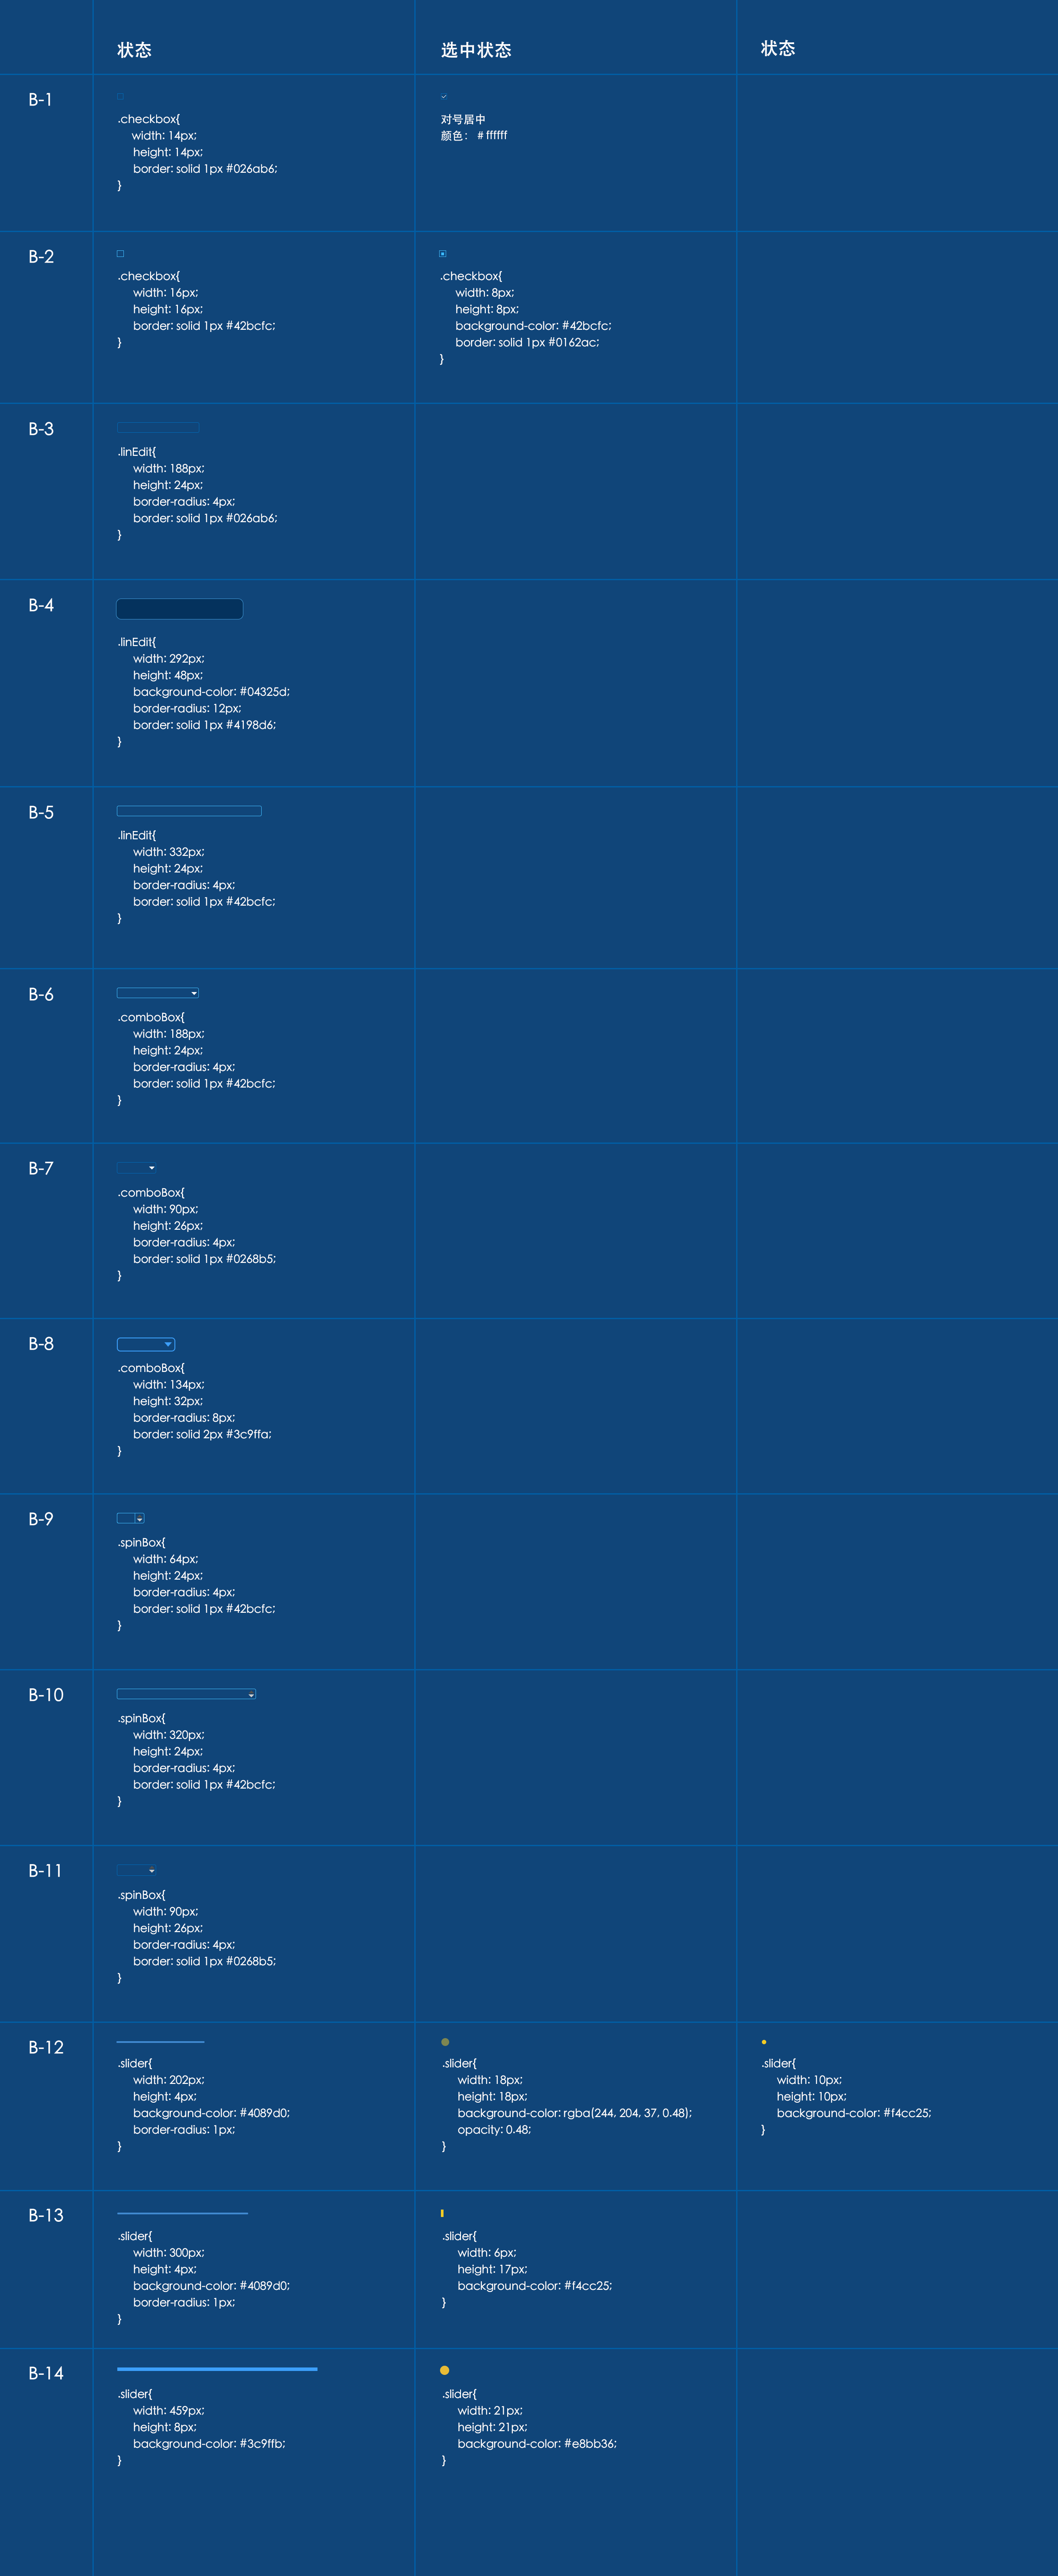 状态 选中状态 状态
B-1
.checkbox{
width: 14px;
height: 14px;
border: solid 1px #026ab6;
}
对号居中
颜色： # ffffff
B-2
.checkbox{
width: 16px;
height: 16px;
border: solid 1px #42bcfc;
}
.checkbox{
width: 8px;
height: 8px;
background-color: #42bcfc;
border: solid 1px #0162ac;
}
B-3
.linEdit{
width: 188px;
height: 24px;
border-radius: 4px;
border: solid 1px #026ab6;
}
B-4
.linEdit{
width: 292px;
height: 48px;
background-color: #04325d;
border-radius: 12px;
border: solid 1px #4198d6;
}
B-5
.linEdit{
width: 332px;
height: 24px;
border-radius: 4px;
border: solid 1px #42bcfc;
}
B-6
.comboBox{
width: 188px;
height: 24px;
border-radius: 4px;
border: solid 1px #42bcfc;
}
B-7
.comboBox{
width: 90px;
height: 26px;
border-radius: 4px;
border: solid 1px #0268b5;
}
B-8
.comboBox{
width: 134px;
height: 32px;
border-radius: 8px;
border: solid 2px #3c9ffa;
}
B-9
.spinBox{
width: 64px;
height: 24px;
border-radius: 4px;
border: solid 1px #42bcfc;
}
B-10
.spinBox{
width: 320px;
height: 24px;
border-radius: 4px;
border: solid 1px #42bcfc;
}
B-11
.spinBox{
width: 90px;
height: 26px;
border-radius: 4px;
border: solid 1px #0268b5;
}
B-12
.slider{
width: 202px;
height: 4px;
background-color: #4089d0;
border-radius: 1px;
}
.slider{
width: 18px;
height: 18px;
background-color: rgba(244, 204, 37, 0.48);
opacity: 0.48;
}
.slider{
width: 10px;
height: 10px;
background-color: #f4cc25;
}
B-13
.slider{
width: 300px;
height: 4px;
background-color: #4089d0;
border-radius: 1px;
}
.slider{
width: 6px;
height: 17px;
background-color: #f4cc25;
}
B-14
.slider{
width: 459px;
height: 8px;
background-color: #3c9ffb;
}
.slider{
width: 21px;
height: 21px;
background-color: #e8bb36;
}